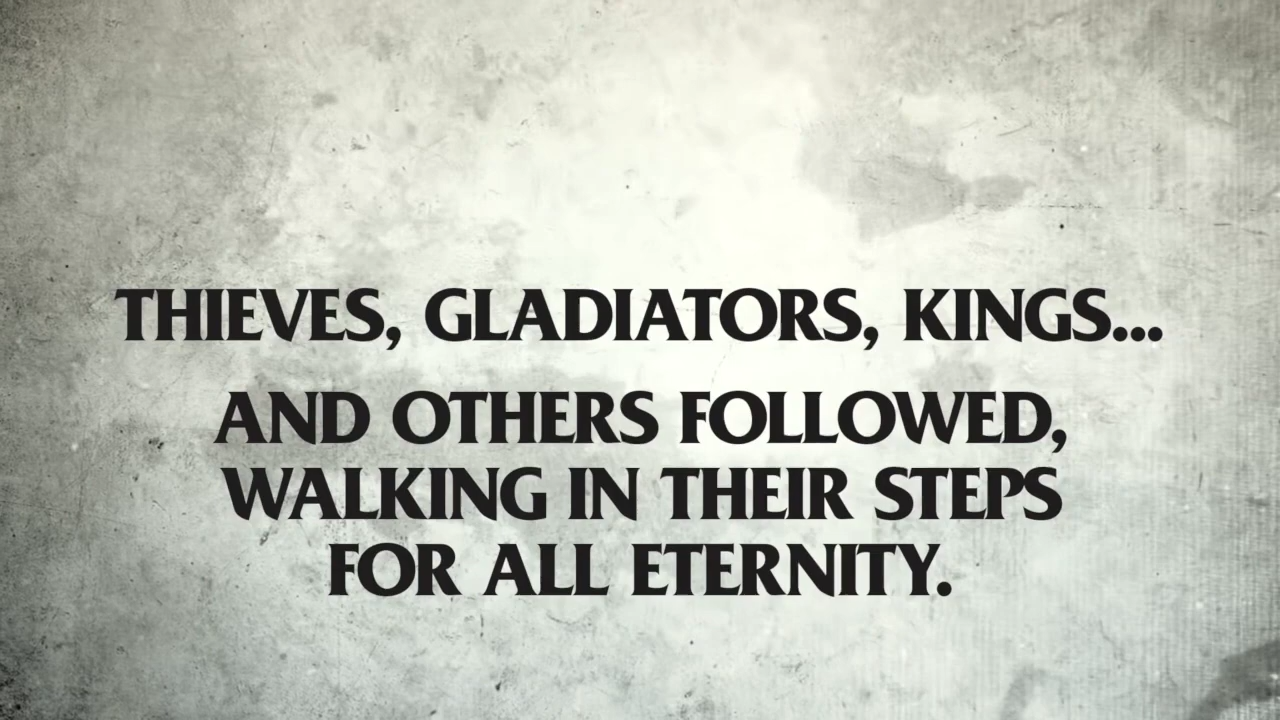 THIEVES, GLADIATORS, KINGS...
AND OTHERS FOLLOWED,
WALKING IN THEIR STEPS
FOR ALL ETERNITY.